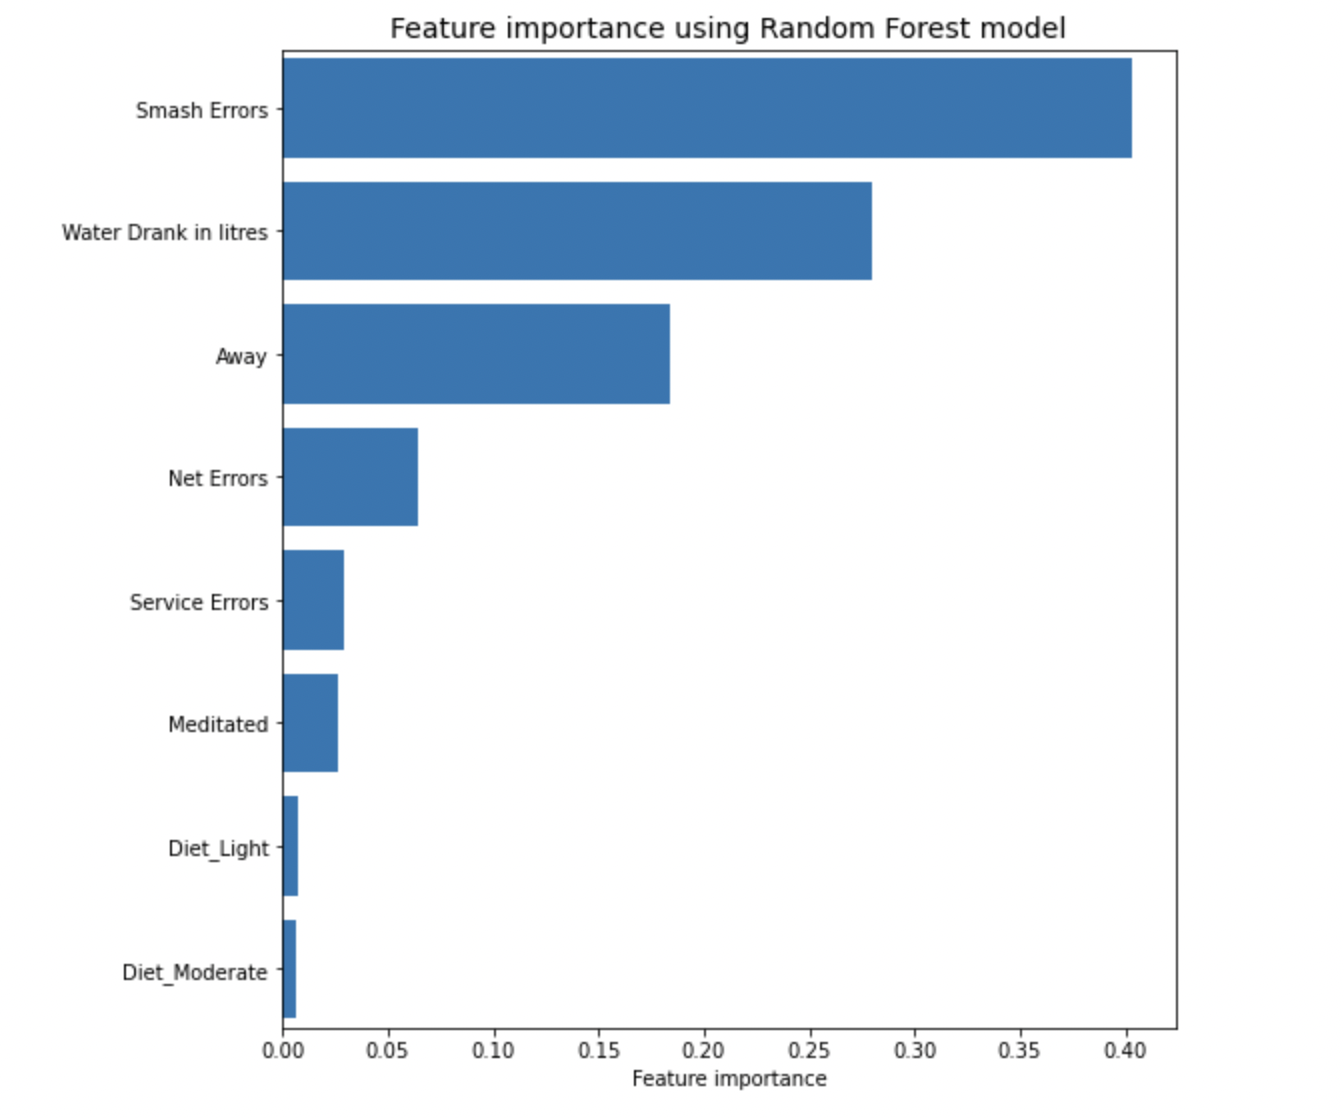 Feature importance using Random Forest model
Smash Errors
Water Drank in litres
Away
Net Errors
Service Errors
Meditated
Diet_Light
Diet_Moderate
0.00 0.05 0.10 0.15 0.20 0.25 0.30 0.35 0.40
Feature importance